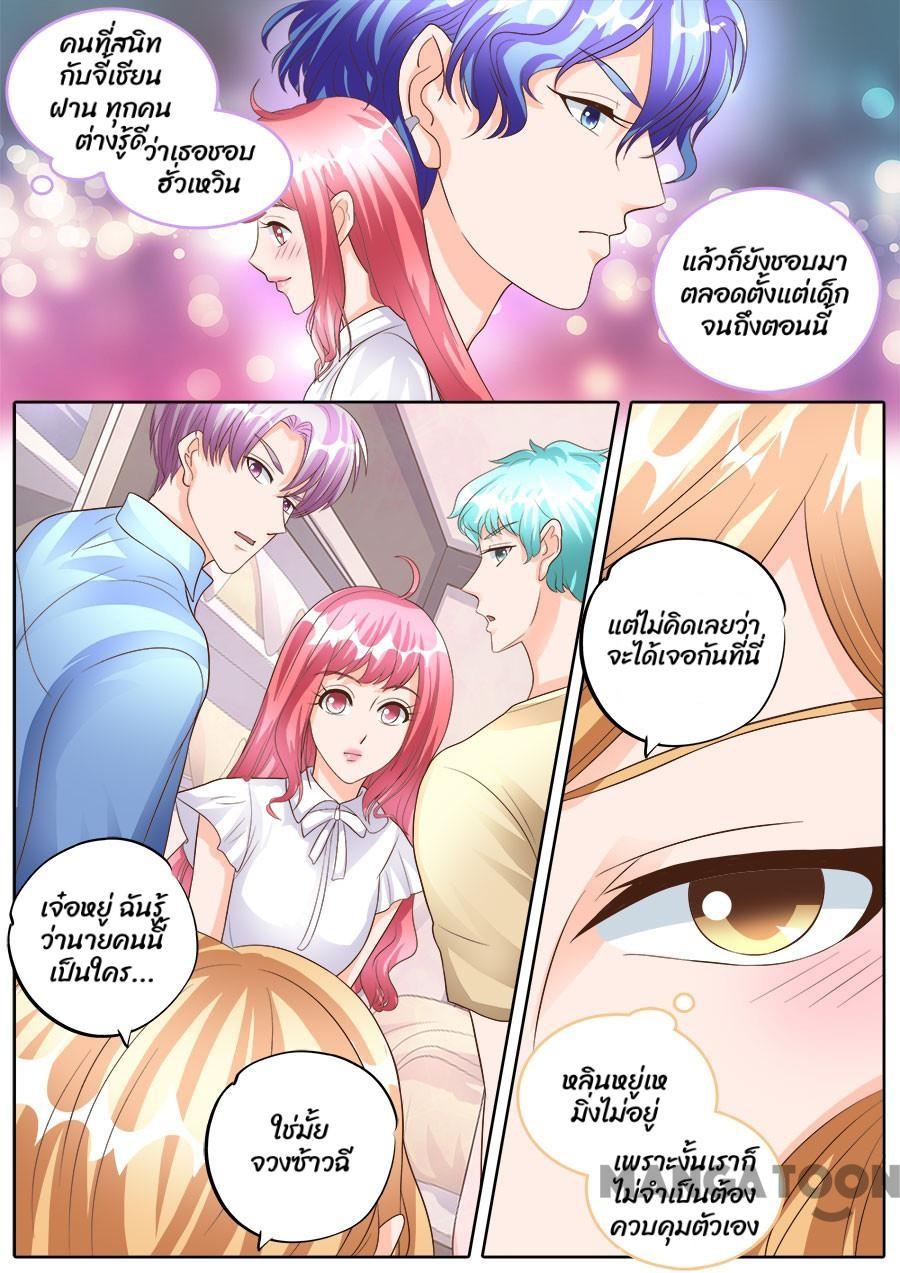 คนที่สนิท
กับจี้เชียน
ฝาน ทุกคน
ต่างรู้ดี
ว่าเธอชอบ
ฮั่วเหวิน
แล้วก็ยังชอบมา
ตลอดตั้งแต่เด็ก
จนถึงตอนนี้
แต่ไม่คิดเลยว่า
จะได้เจอกันที่นี่
เจ๋อหยู่ ฉันรู้
ว่านายคนนี้
เป็นใคร...
ใช่มั้ย
จวงซ้าวฉี
หลินหยู่เห
มิ่งไม่อยู่
เพราะงั้นเราก็
ไม่จำเป็นต้อง
ควบคุมตัวเอง
MANGATOON